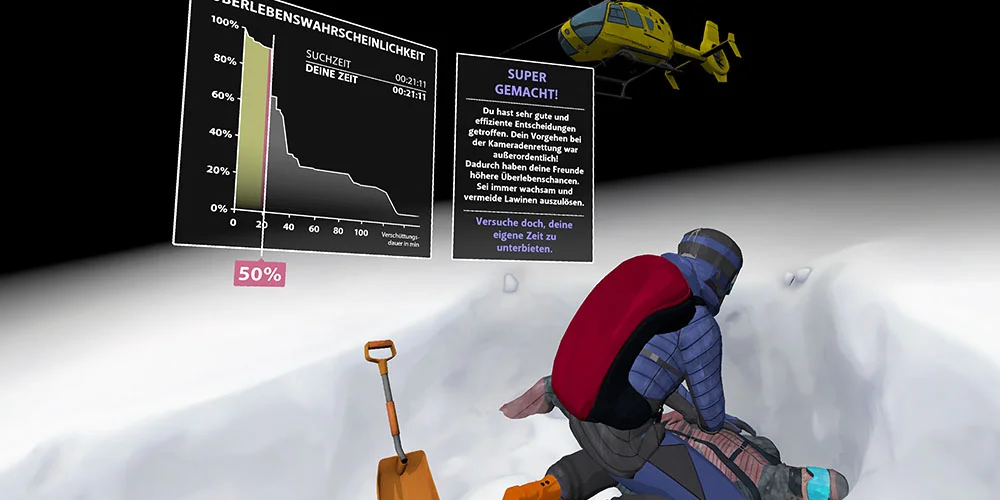 ÜBERLEBENSWAHRSCHEINLICHKEIT
100%
80%
60%
40%
20%
0%
SUCHZEIT 00:21:11
DEINE ZEIT 00:21:11
0 20 40 60 80 100
Verschüttungs-
dauer in min
50%
SUPER
GEMACHT!
Du hast sehr gute und
effiziente Entscheidungen
getroffen. Dein Vorgehen bei
der Kameradenrettung war
außerordentlich!
Dadurch haben deine Freunde
höhere Überlebenschancen.
Sei immer wachsam und
vermeide Lawinen auszulösen.
Versuche doch, deine
eigene Zeit zu
unterbieten.